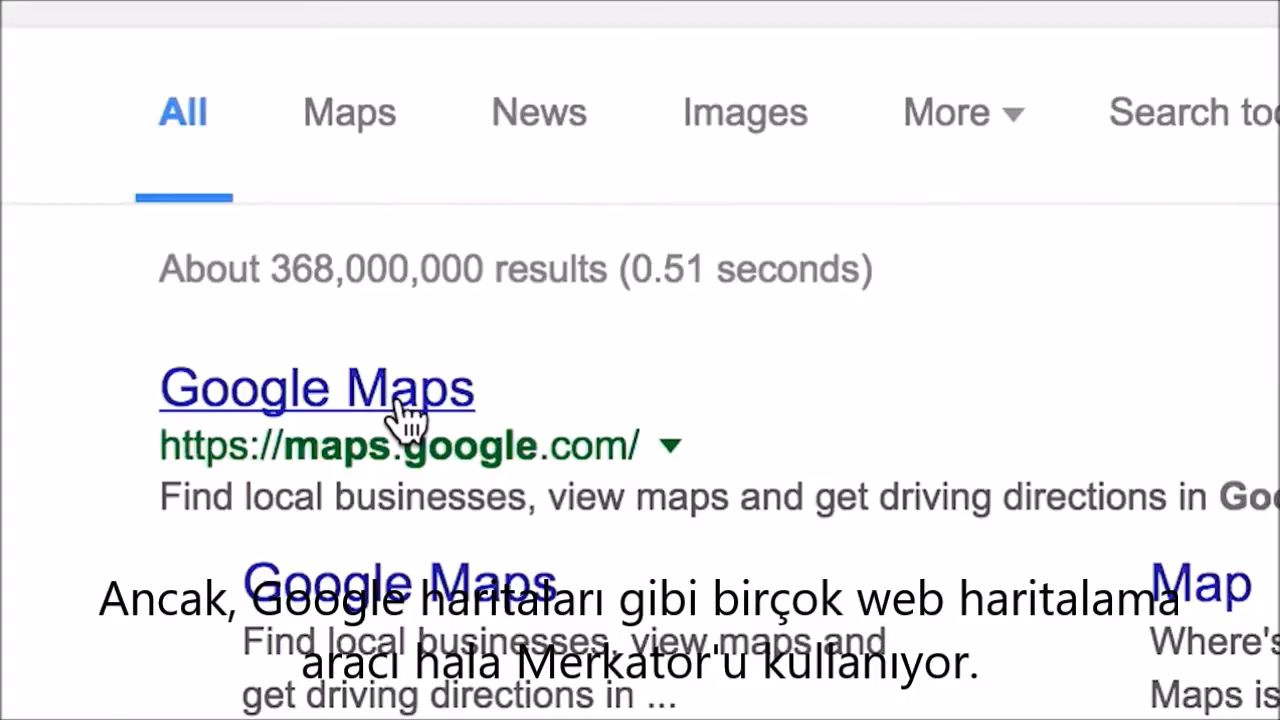 All Maps News Images More Search too
About 368,000,000 results (0.51 seconds)
Google Maps
https://maps.google.com/
Find local businesses, view maps and get driving directions in Goo
Google Maps Map
Ancak, Google haritaları gibi birçok web haritalama
Find local businesses, view maps and Where's
aracı hala Merkator'u kullanıyor.
get driving directions in ... Maps is